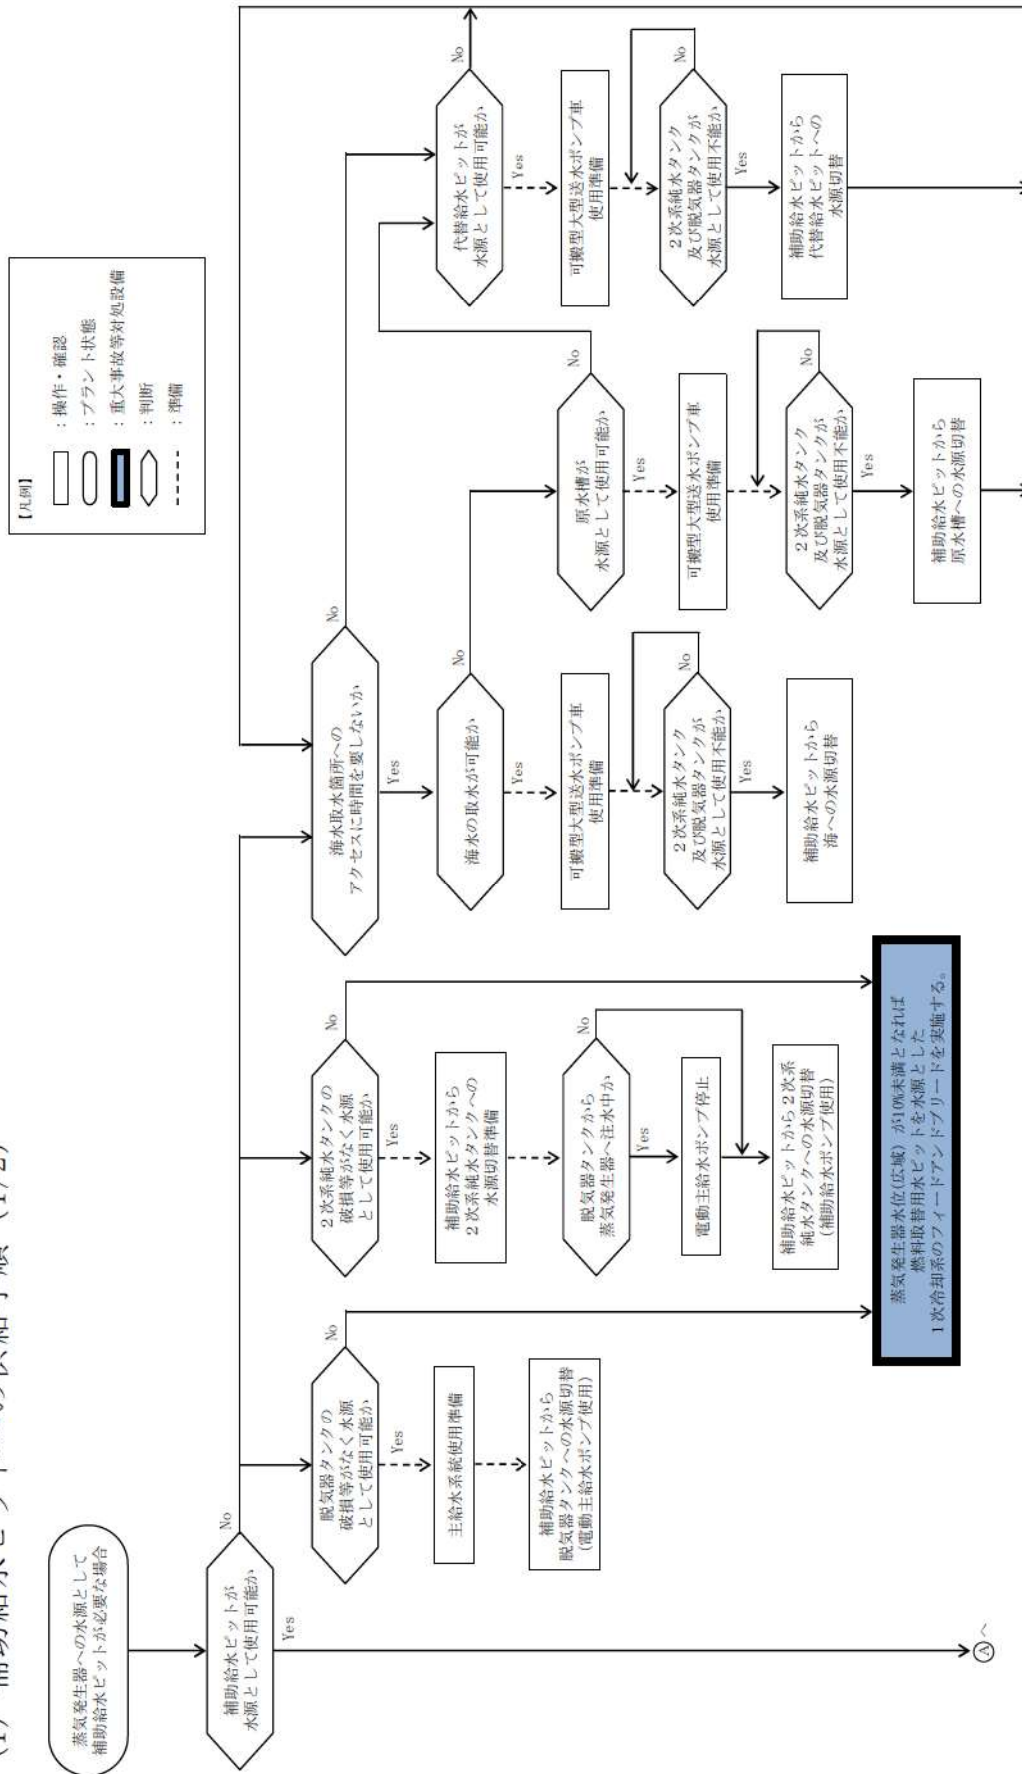 (1) 補助給水ピットへの供給手順 (1/2)
【凡例】
：操作・確認
：プラント状態
：重大事故等対処設備
：判断
：準備
蒸気発生器への水源として
補助給水ピットが必要な場合
補助給水ピットが
水源として使用可能か
No
Yes
Ⓐへ
脱気器タンクの
破損等がなく水源
として使用可能か
No
Yes
主給水系統使用準備
補助給水ピットから
脱気器タンクへの水源切替
(電動主給水ポンプ使用)
2次系純水タンクの
破損等がなく水源
として使用可能か
No
Yes
補助給水ピットから
2次系純水タンクへの
水源切替準備
脱気器タンクから
蒸気発生器へ注水中か
No
Yes
電動主給水ポンプ停止
補助給水ピットから2次系
純水タンクへの水源切替
(補助給水ポンプ使用)
蒸気発生器水位(広域)が10%未満となれば
燃料取替用水ピットを水源とした
1次冷却系のフィードアンドブリードを実施する。
海水取水箇所への
アクセスに時間を要しないか
No
Yes
海水の取水が可能か
No
Yes
可搬型大型送水ポンプ車
使用準備
2次系純水タンク
及び脱気器タンクが
水源として使用不能か
No
Yes
補助給水ピットから
海への水源切替
原水槽が
水源として使用可能か
No
Yes
可搬型大型送水ポンプ車
使用準備
2次系純水タンク
及び脱気器タンクが
水源として使用不能か
No
Yes
補助給水ピットから
原水槽への水源切替
代替給水ピットが
水源として使用可能か
No
Yes
可搬型大型送水ポンプ車
使用準備
2次系純水タンク
及び脱気器タンクが
水源として使用不能か
No
Yes
補助給水ピットから
代替給水ピットへの
水源切替